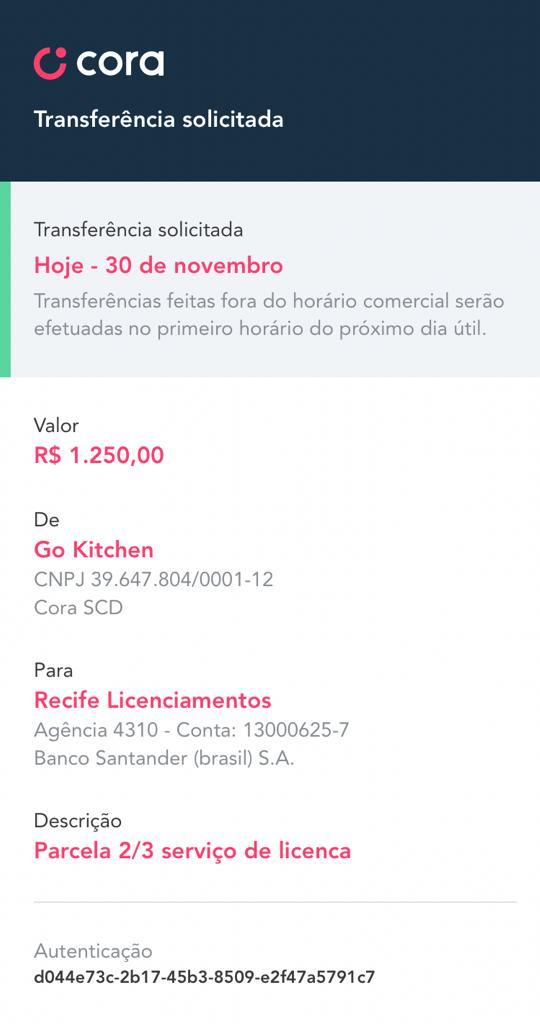 cora
Transferência solicitada
Transferência solicitada
Hoje - 30 de novembro
Transferências feitas fora do horário comercial serão
efetuadas no primeiro horário do próximo dia útil.
Valor
R$ 1.250,00
De
Go Kitchen
CNPJ 39.647.804/0001-12
Cora SCD
Para
Recife Licenciamentos
Agência 4310 - Conta: 13000625-7
Banco Santander (brasil) S.A.
Descrição
Parcela 2/3 serviço de licenca
Autenticação
d044e73c-2b17-45b3-8509-e2f47a5791c7